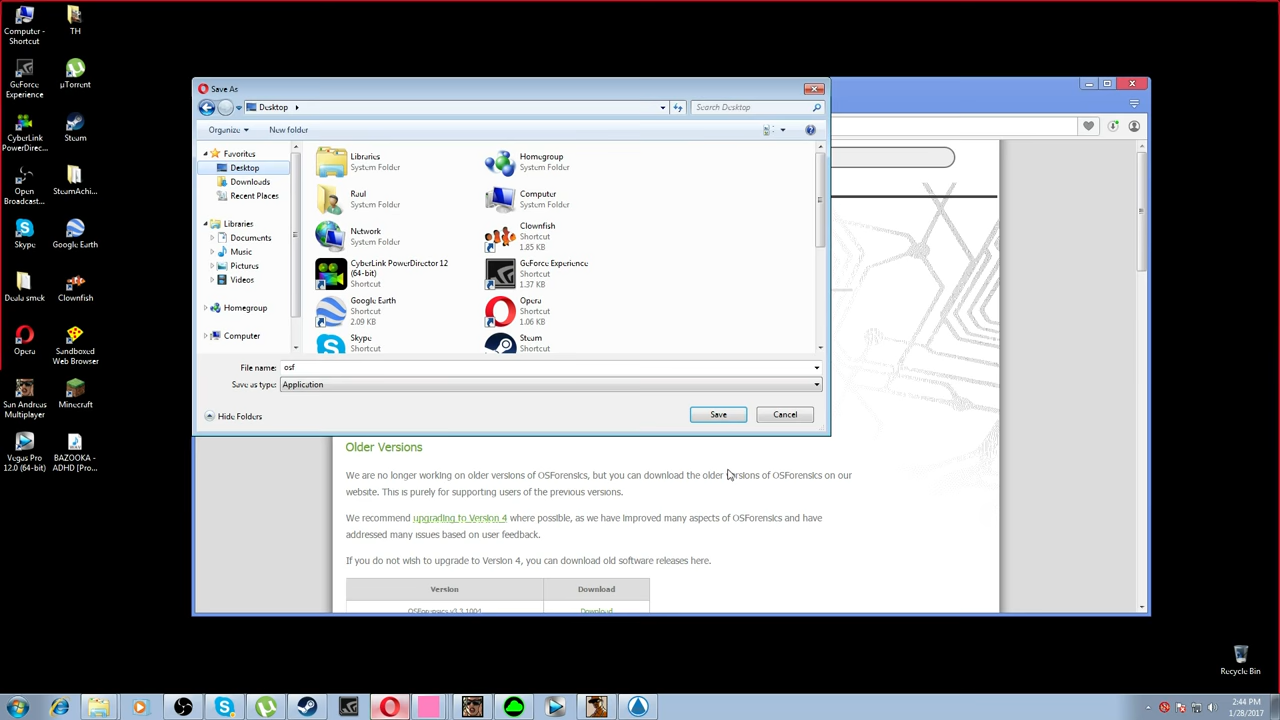 Computer -
Shortcut
TH
GeForce
Experience
µTorrent
CyberLink
PowerDirec...
Steam
Open
Broadcast...
SteamAchi...
Skype
Google Earth
Deala smek
Clownfish
Opera
Sandboxed
Web Browser
San Andreas
Multiplayer
Minecraft
Vegas Pro
12.0 (64-bit)
BAZOOKA -
ADHD [Pro...
Save As
Desktop
Search Desktop
Organize
New folder
Favorites
Desktop
Downloads
Recent Places
Libraries
Documents
Music
Pictures
Videos
Homegroup
Computer
Libraries
System Folder
Homegroup
System Folder
Raul
System Folder
Computer
System Folder
Network
System Folder
Clownfish
Shortcut
1.85 KB
CyberLink PowerDirector 12
(64-bit)
Shortcut
GeForce Experience
Shortcut
1.37 KB
Google Earth
Shortcut
2.09 KB
Opera
Shortcut
1.06 KB
Skype
Shortcut
Steam
Shortcut
File name: osf
Save as type: Application
Hide Folders
Save
Cancel
Older Versions
We are no longer working on older versions of OSForensics, but you can download the older versions of OSForensics on our
website. This is purely for supporting users of the previous versions.
We recommend upgrading to Version 4 where possible, as we have improved many aspects of OSForensics and have
addressed many issues based on user feedback.
If you do not wish to upgrade to Version 4, you can download old software releases here.
Version Download
OSForensics v3.3.1004 Download
Recycle Bin
2:44 PM
1/28/2017